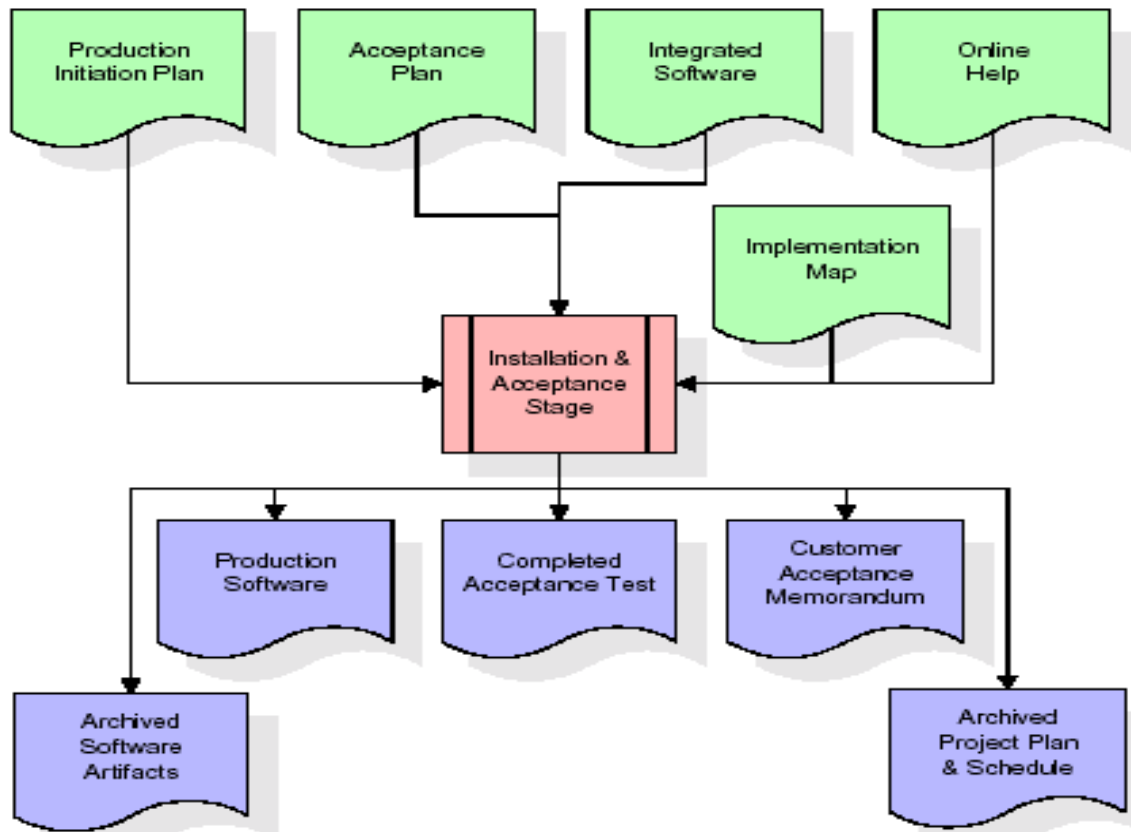 Production
Initiation Plan
Acceptance
Plan
Integrated
Software
Online
Help
Implementation
Map
Installation &
Acceptance
Stage
Production
Software
Completed
Acceptance Test
Customer
Acceptance
Memorandum
Archived
Software
Artifacts
Archived
Project Plan
& Schedule